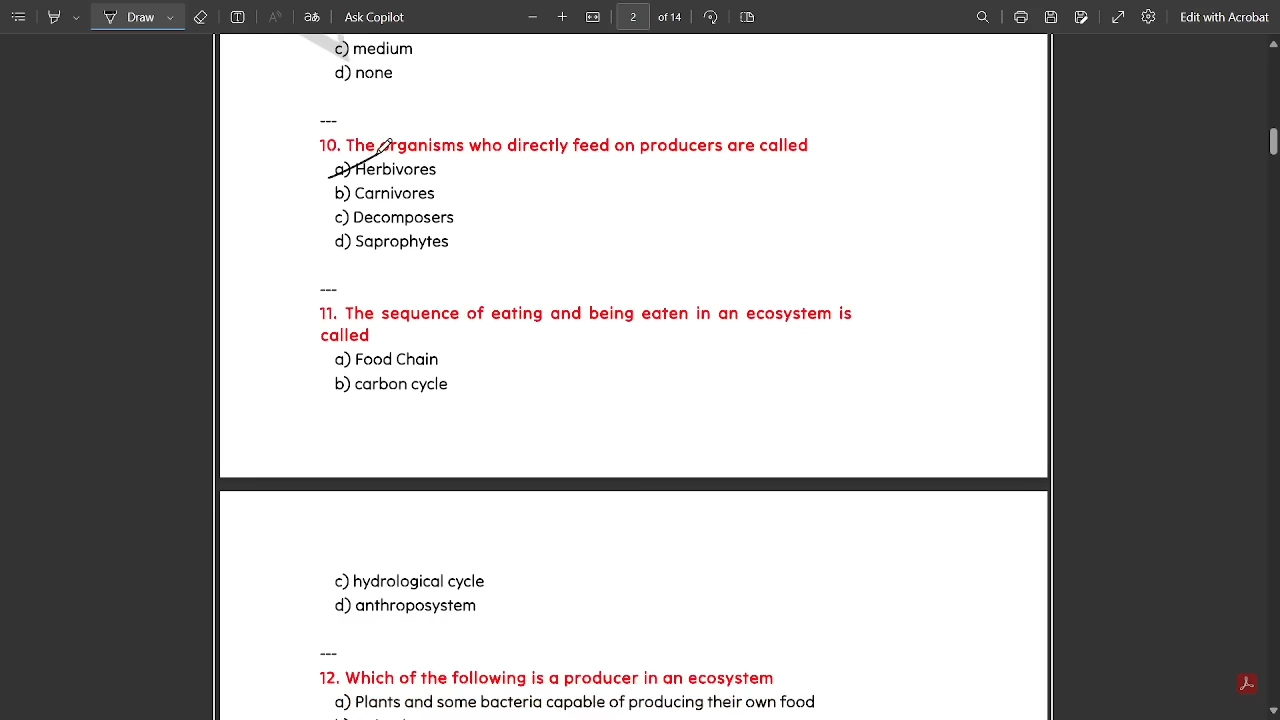 Draw
Ask Copilot
2
of 14
Edit with Acrobat
c) medium
d) none
---
10. The organisms who directly feed on producers are called
a) Herbivores
b) Carnivores
c) Decomposers
d) Saprophytes
---
11. The sequence of eating and being eaten in an ecosystem is
called
a) Food Chain
b) carbon cycle
c) hydrological cycle
d) anthroposystem
---
12. Which of the following is a producer in an ecosystem
a) Plants and some bacteria capable of producing their own food